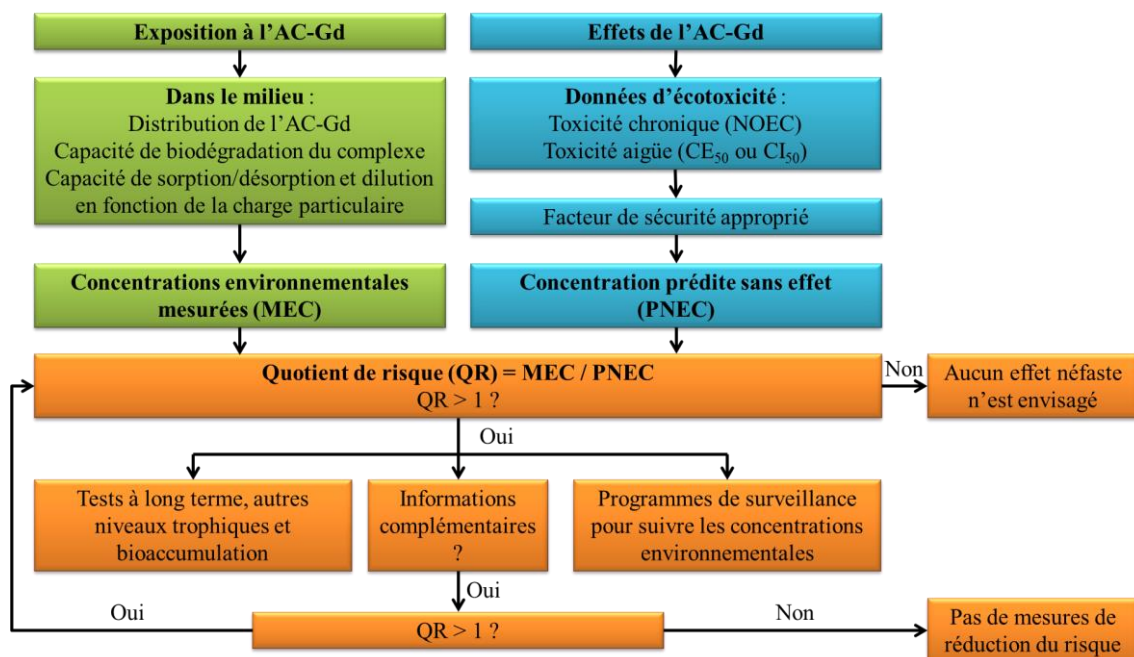 Exposition à l’AC-Gd
Effets de l’AC-Gd
Dans le milieu :
Distribution de l’AC-Gd
Capacité de biodégradation du complexe
Capacité de sorption/désorption et dilution
en fonction de la charge particulaire
Données d’écotoxicité :
Toxicité chronique (NOEC)
Toxicité aigüe (CE₅₀ ou CI₅₀)
Facteur de sécurité approprié
Concentrations environnementales
mesurées (MEC)
Concentration prédite sans effet
(PNEC)
Quotient de risque (QR) = MEC / PNEC
QR > 1 ?
Non
Aucun effet néfaste
n’est envisagé
Oui
Tests à long terme, autres
niveaux trophiques et
bioaccumulation
Informations
complémentaires
?
Programmes de surveillance
pour suivre les concentrations
environnementales
Oui
Oui
QR > 1 ?
Non
Pas de mesures de
réduction du risque